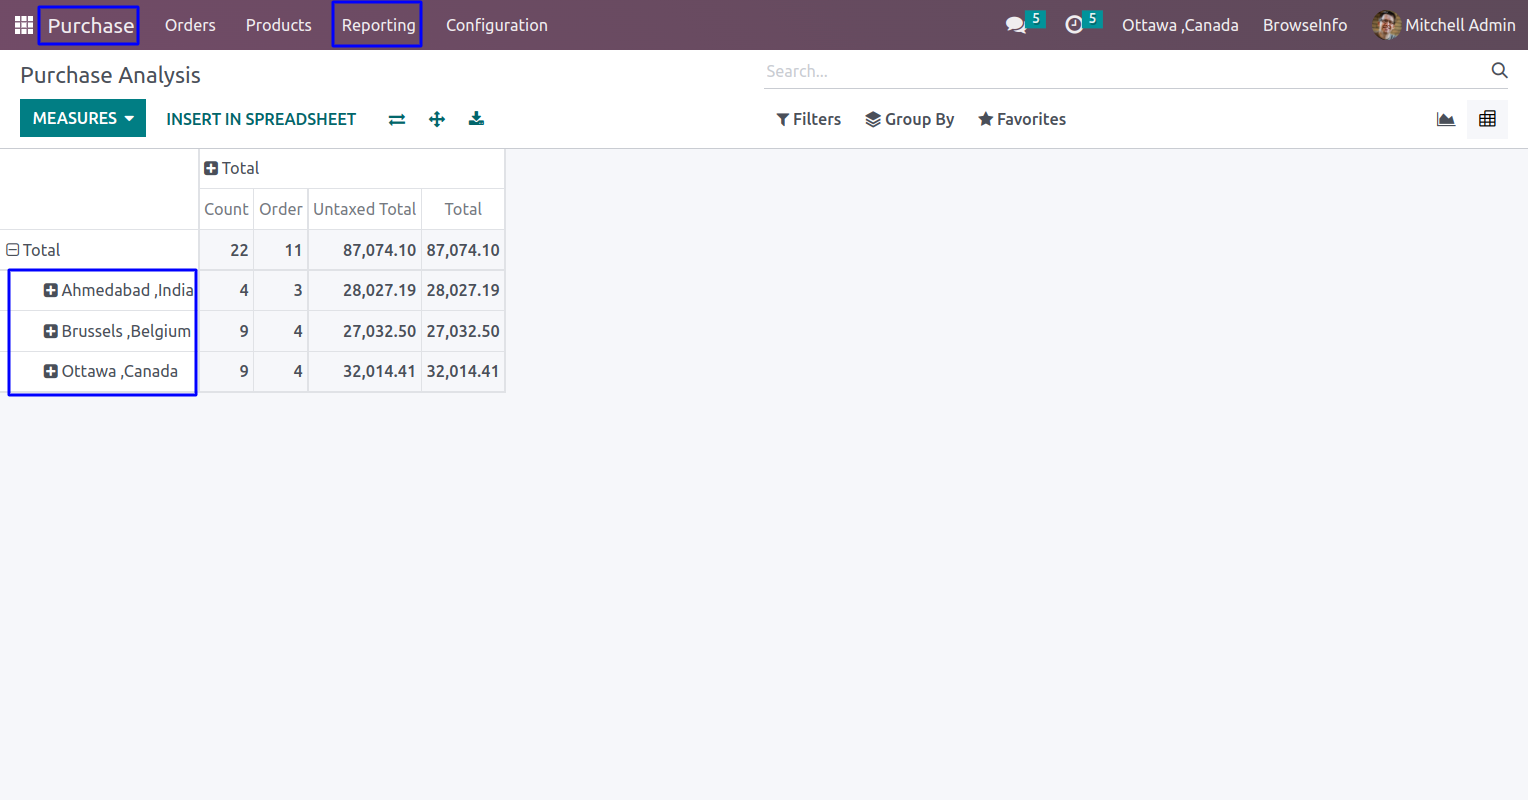 Purchase Orders Products Reporting Configuration 5 5 Ottawa ,Canada BrowseInfo Mitchell Admin
Purchase Analysis Search...
MEASURES INSERT IN SPREADSHEET Filters Group By Favorites
Total
Count Order Untaxed Total Total
Total 22 11 87,074.10 87,074.10
Ahmedabad ,India 4 3 28,027.19 28,027.19
Brussels ,Belgium 9 4 27,032.50 27,032.50
Ottawa ,Canada 9 4 32,014.41 32,014.41